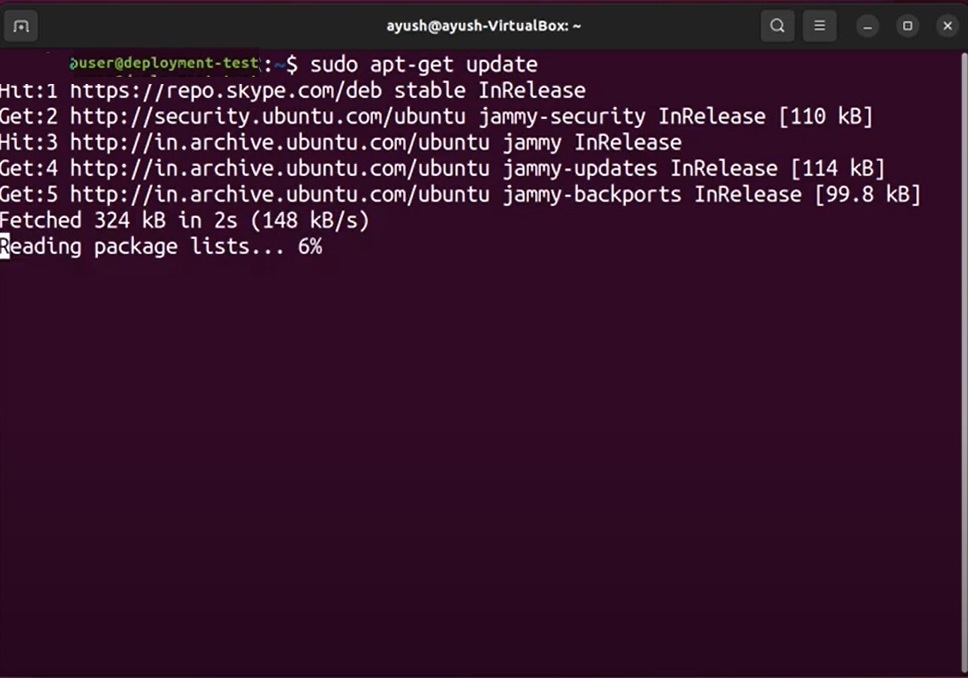 ayush@ayush-VirtualBox: ~
user@deployment-test:~$ sudo apt-get update
Hit:1 https://repo.skype.com/deb stable InRelease
Get:2 http://security.ubuntu.com/ubuntu jammy-security InRelease [110 kB]
Hit:3 http://in.archive.ubuntu.com/ubuntu jammy InRelease
Get:4 http://in.archive.ubuntu.com/ubuntu jammy-updates InRelease [114 kB]
Get:5 http://in.archive.ubuntu.com/ubuntu jammy-backports InRelease [99.8 kB]
Fetched 324 kB in 2s (148 kB/s)
Reading package lists... 6%